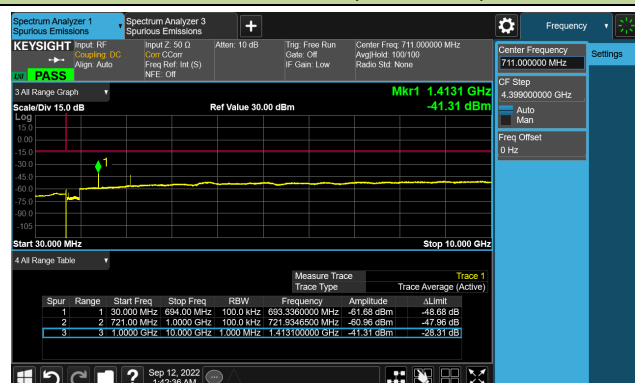 Spectrum Analyzer 1
Spurious Emissions
Spectrum Analyzer 3
Spurious Emissions
+
Frequency
KEYSIGHT
Input: RF
Coupling: DC
Align: Auto
Input Z: 50 Ω
Corr CCorr
Freq Ref: Int (S)
NFE: Off
Atten: 10 dB
Trig: Free Run
Gate: Off
IF Gain: Low
Center Freq: 711.000000 MHz
Avg|Hold: 100/100
Radio Std: None
LXI PASS
Center Frequency
711.000000 MHz
Settings
CF Step
4.399000000 GHz
Auto
Man
Freq Offset
0 Hz
3 All Range Graph
Mkr1 1.4131 GHz
Scale/Div 15.0 dB
Ref Value 30.00 dBm
-41.31 dBm
Log
15.0
0.00
-15.0
-30.0
-45.0
-60.0
-75.0
-90.0
-105
1
Start 30.000 MHz
Stop 10.000 GHz
4 All Range Table
Measure Trace Trace 1
Trace Type Trace Average (Active)
Spur Range Start Freq Stop Freq RBW Frequency Amplitude ΔLimit
1 1 30.000 MHz 694.00 MHz 100.0 kHz 693.3360000 MHz -61.68 dBm -48.68 dB
2 2 721.00 MHz 1.0000 GHz 100.0 kHz 721.9346500 MHz -60.96 dBm -47.96 dB
3 3 1.0000 GHz 10.000 GHz 1.000 MHz 1.413100000 GHz -41.31 dBm -28.31 dB
?
Sep 12, 2022
1:42:36 AM